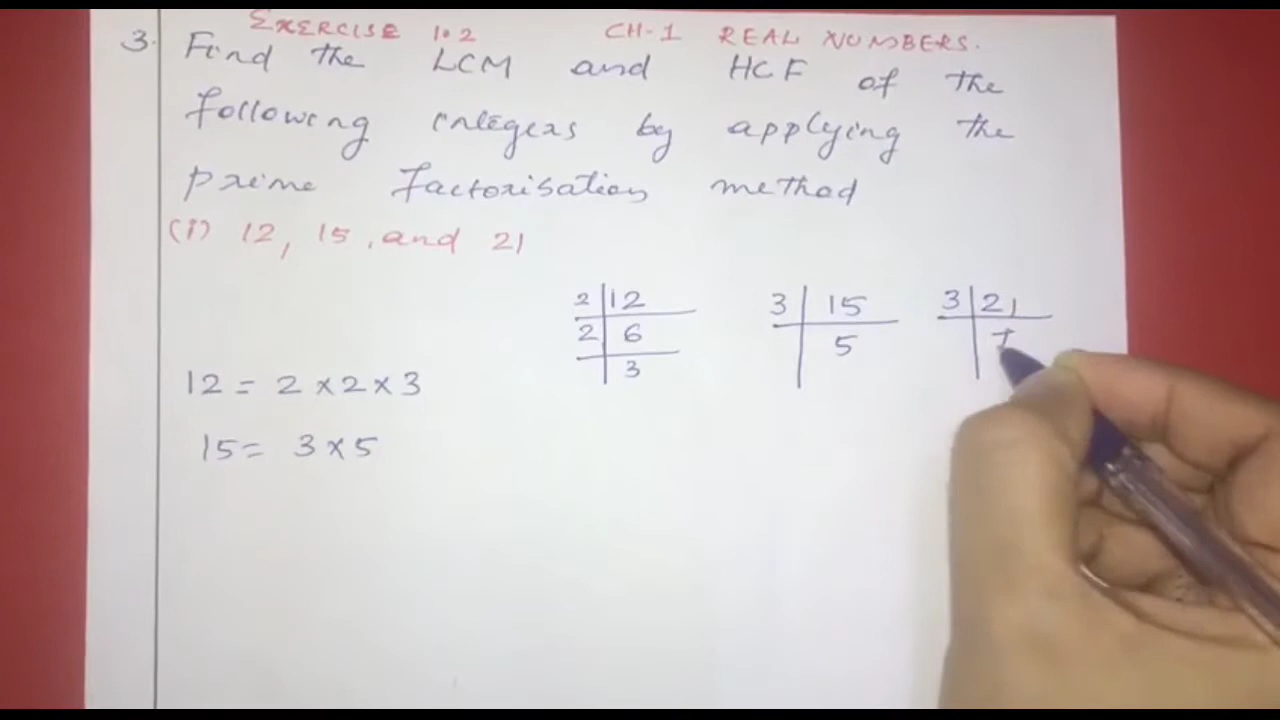 EXERCISE 1.2 CH-1 REAL NUMBERS.
3. Find the LCM and HCF of the
following integers by applying the
prime factorisation method
(i) 12, 15, and 21
2 12
2 6
3
3 15
5
3 21
7
12 = 2 × 2 × 3
15 = 3 × 5